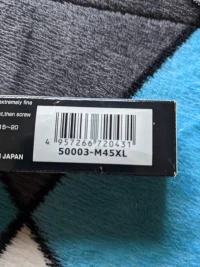 extremely fine
t,then screw
15~20
JAPAN
4 957266 720431
50003-M45XL